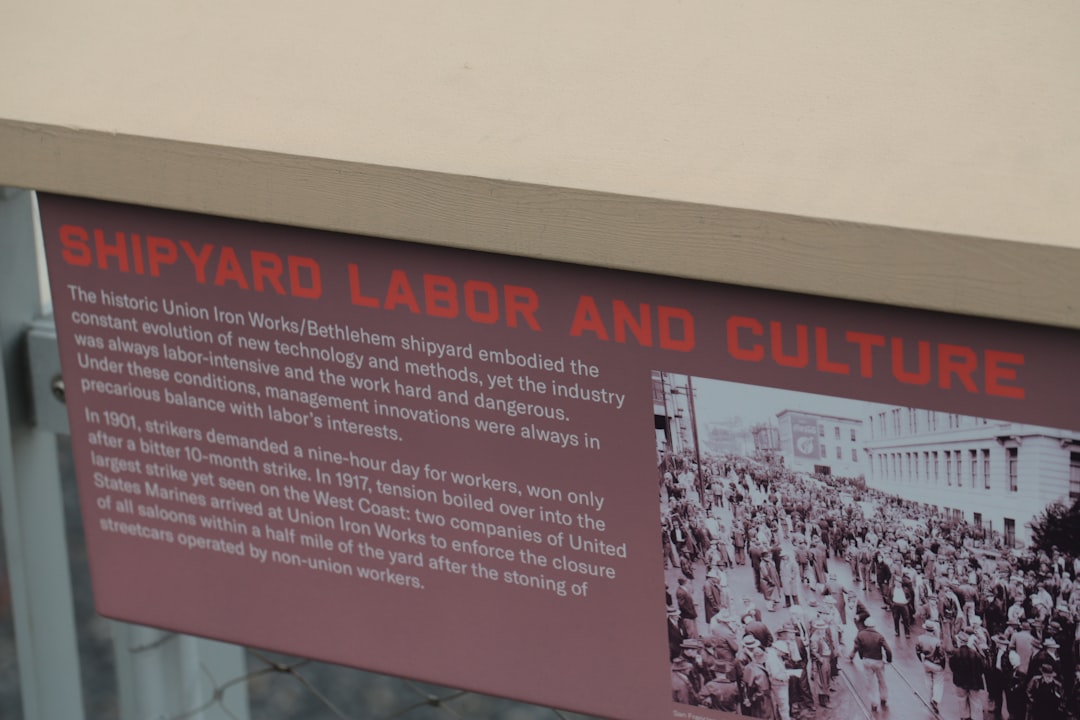 SHIPYARD LABOR AND CULTURE
The historic Union Iron Works/Bethlehem shipyard embodied the
constant evolution of new technology and methods, yet the industry
was always labor-intensive and the work hard and dangerous.
Under these conditions, management innovations were always in
precarious balance with labor's interests.
In 1901, strikers demanded a nine-hour day for workers, won only
after a bitter 10-month strike. In 1917, tension boiled over into the
largest strike yet seen on the West Coast: two companies of United
States Marines arrived at Union Iron Works to enforce the closure
of all saloons within a half mile of the yard after the stoning of
streetcars operated by non-union workers.
San